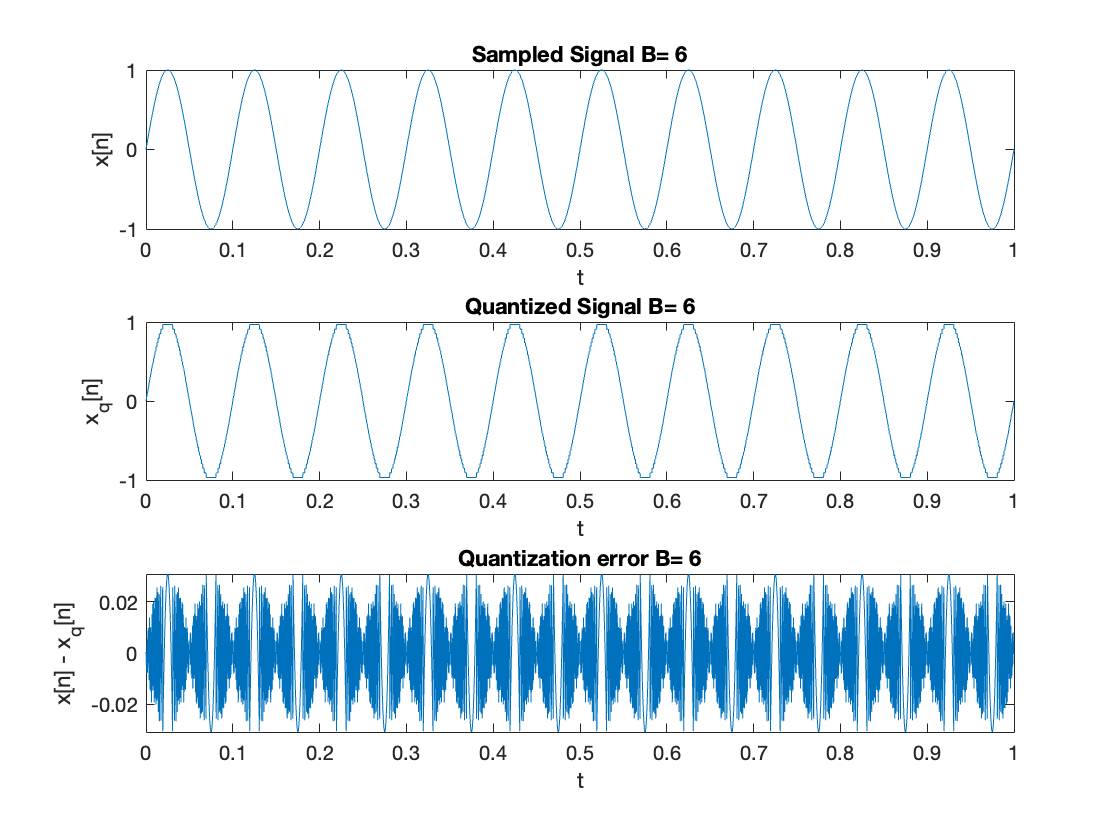 Sampled Signal B= 6
1
0
-1
x[n]
0 0.1 0.2 0.3 0.4 0.5 0.6 0.7 0.8 0.9 1
t
Quantized Signal B= 6
1
0
-1
x_q[n]
0 0.1 0.2 0.3 0.4 0.5 0.6 0.7 0.8 0.9 1
t
Quantization error B= 6
0.02
0
-0.02
x[n] - x_q[n]
0 0.1 0.2 0.3 0.4 0.5 0.6 0.7 0.8 0.9 1
t